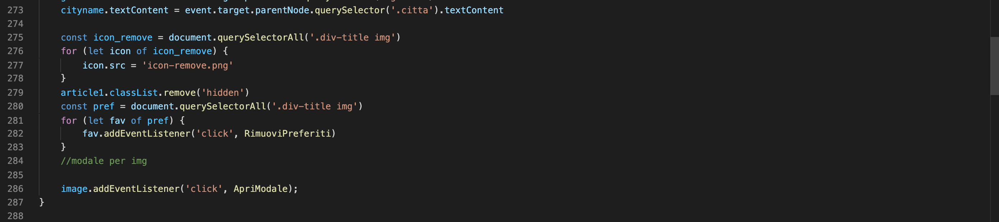 273 cityname.textContent = event.target.parentNode.querySelector('.citta').textContent
274
275 const icon_remove = document.querySelectorAll('.div-title img')
276 for (let icon of icon_remove) {
277 icon.src = 'icon-remove.png'
278 }
279 article1.classList.remove('hidden')
280 const pref = document.querySelectorAll('.div-title img')
281 for (let fav of pref) {
282 fav.addEventListener('click', RimuoviPreferiti)
283 }
284 //modale per img
285
286 image.addEventListener('click', ApriModale);
287 }
288